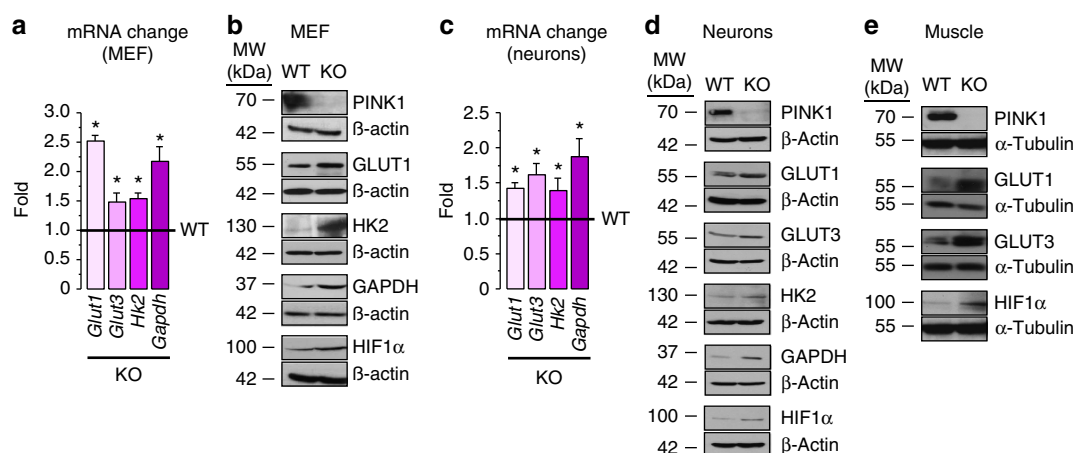 a
mRNA change
(MEF)
Fold
3.0
2.5
2.0
1.5
1.0
0.5
0
* * * *
WT
Glut1
Glut3
Hk2
Gapdh
KO
b
MEF
MW
(kDa)
WT KO
70 – PINK1
42 – ß-actin
55 – GLUT1
42 – ß-actin
130 – HK2
42 – ß-actin
37 – GAPDH
42 – ß-actin
100 – HIF1α
42 – ß-actin
c
mRNA change
(neurons)
Fold
2.5
2.0
1.5
1.0
0.5
0
* * * *
WT
Glut1
Glut3
Hk2
Gapdh
KO
d
Neurons
MW
(kDa)
WT KO
70 – PINK1
42 – β-Actin
55 – GLUT1
42 – β-Actin
55 – GLUT3
42 – β-Actin
130 – HK2
42 – β-Actin
37 – GAPDH
42 – β-Actin
100 – HIF1α
42 – β-Actin
e
Muscle
MW
(kDa)
WT KO
70 – PINK1
55 – α-Tubulin
55 – GLUT1
55 – α-Tubulin
55 – GLUT3
55 – α-Tubulin
100 – HIF1α
55 – α-Tubulin